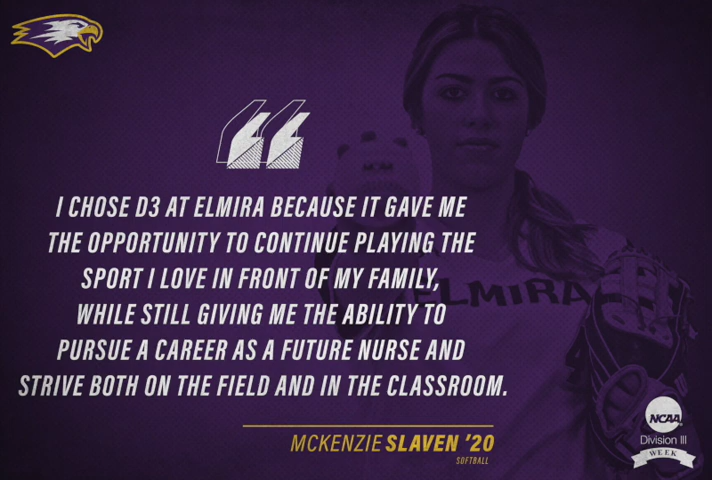 I CHOSE D3 AT ELMIRA BECAUSE IT GAVE ME
THE OPPORTUNITY TO CONTINUE PLAYING THE
SPORT I LOVE IN FRONT OF MY FAMILY,
WHILE STILL GIVING ME THE ABILITY TO
PURSUE A CAREER AS A FUTURE NURSE AND
STRIVE BOTH ON THE FIELD AND IN THE CLASSROOM.
ELMIRA
MCKENZIE SLAVEN '20
SOFTBALL
NCAA
Division III
WEEK